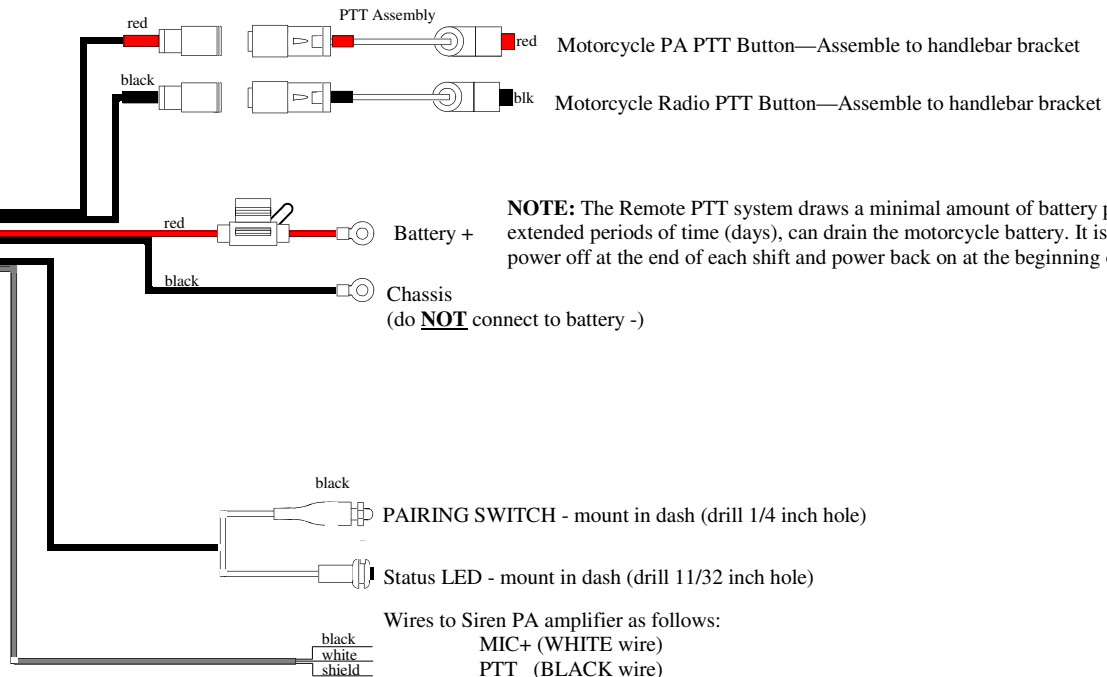 PTT Assembly
red
red
Motorcycle PA PTT Button—Assemble to handlebar bracket
black
blk
Motorcycle Radio PTT Button—Assemble to handlebar bracket
red
Battery +
NOTE: The Remote PTT system draws a minimal amount of battery
extended periods of time (days), can drain the motorcycle battery. It is
power off at the end of each shift and power back on at the beginning
black
Chassis
(do NOT connect to battery -)
black
PAIRING SWITCH - mount in dash (drill 1/4 inch hole)
Status LED - mount in dash (drill 11/32 inch hole)
Wires to Siren PA amplifier as follows:
black
MIC+ (WHITE wire)
white
shield
PTT (BLACK wire)